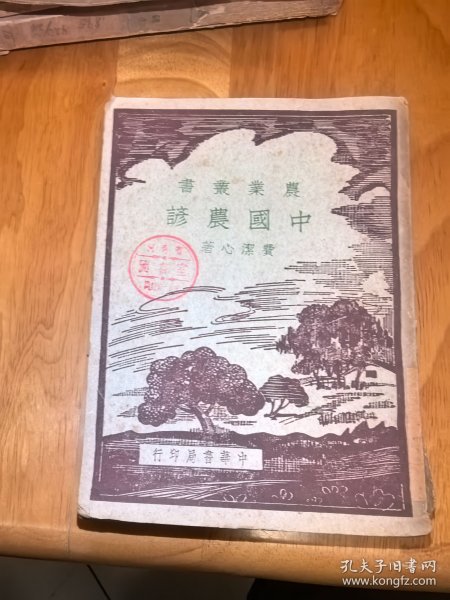 書叢業農
諺農國中
著心潔費
行印局書華中
孔夫子旧书网
www.kongfz.com